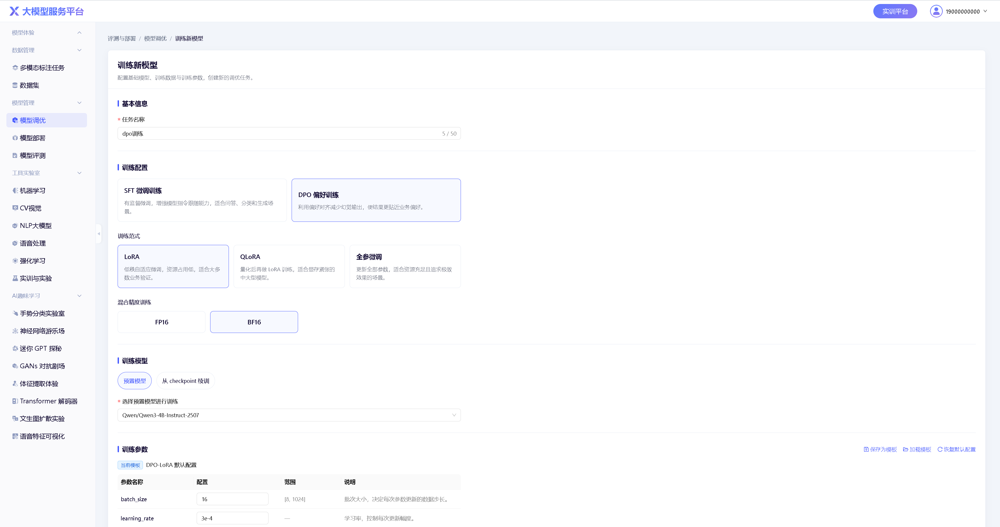 大模型服务平台
实训平台
19000000000
模型体验
数据管理
多模态标注任务
数据集
模型管理
模型调优
模型部署
模型评测
工具实验室
机器学习
CV视觉
NLP大模型
语音处理
强化学习
实训与实验
AI趣味学习
手势分类实验室
神经网络游乐场
迷你 GPT 探秘
GANs 对抗剧场
体征提取体验
Transformer 解码器
文生图扩散实验
语音特征可视化
评测与部署 / 模型调优 / 训练新模型
训练新模型
配置基础模型、训练数据与训练参数，创建新的调优任务。
基本信息
* 任务名称
dpo训练 5 / 50
训练配置
SFT 微调训练
有监督微调，增强模型指令跟随能力，适合问答、分类和生成场
景。
DPO 偏好训练
利用偏好对齐减少幻觉输出，使结果更贴近业务偏好。
训练范式
LoRA
低秩自适应微调，资源占用低，适合大多
数业务验证。
QLoRA
量化后再做 LoRA 训练，适合显存紧张的
中大型模型。
全参微调
更新全部参数，适合资源充足且追求极致
效果的场景。
混合精度训练
FP16
BF16
训练模型
预置模型
从 checkpoint 续训
* 选择预置模型进行训练
Qwen/Qwen3-4B-Instruct-2507
训练参数
保存为模板 加载模板 恢复默认配置
当前模板 DPO-LoRA 默认配置
参数名称 配置 范围 说明
batch_size 16 [8, 1024] 批次大小，决定每次参数更新的数据步长。
learning_rate 3e-4 — 学习率，控制每次更新幅度。